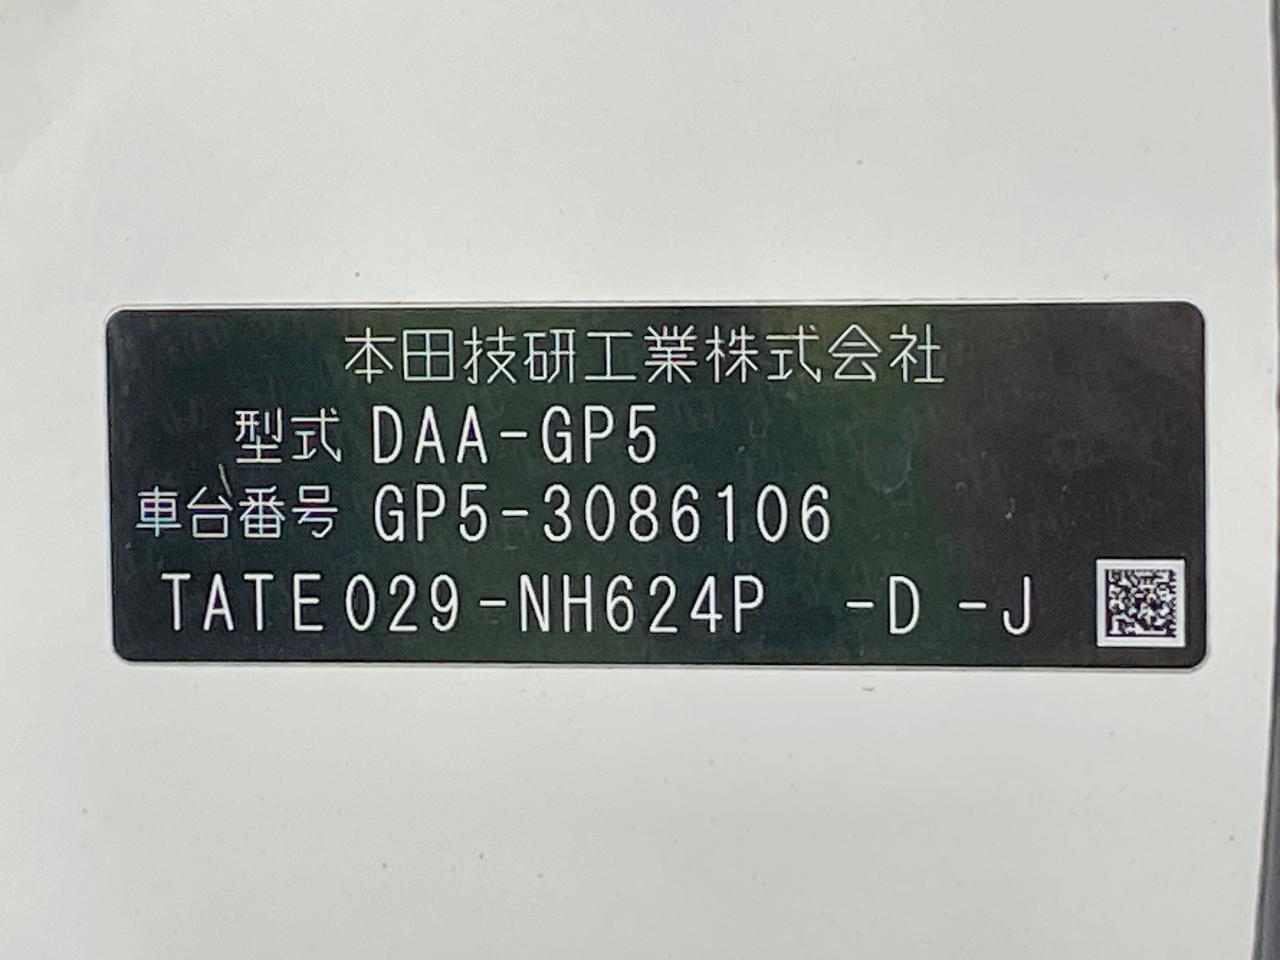 本田技研工業株式会社
型式 DAA-GP5
車台番号 GP5-3086106
TATE029-NH624P -D -J